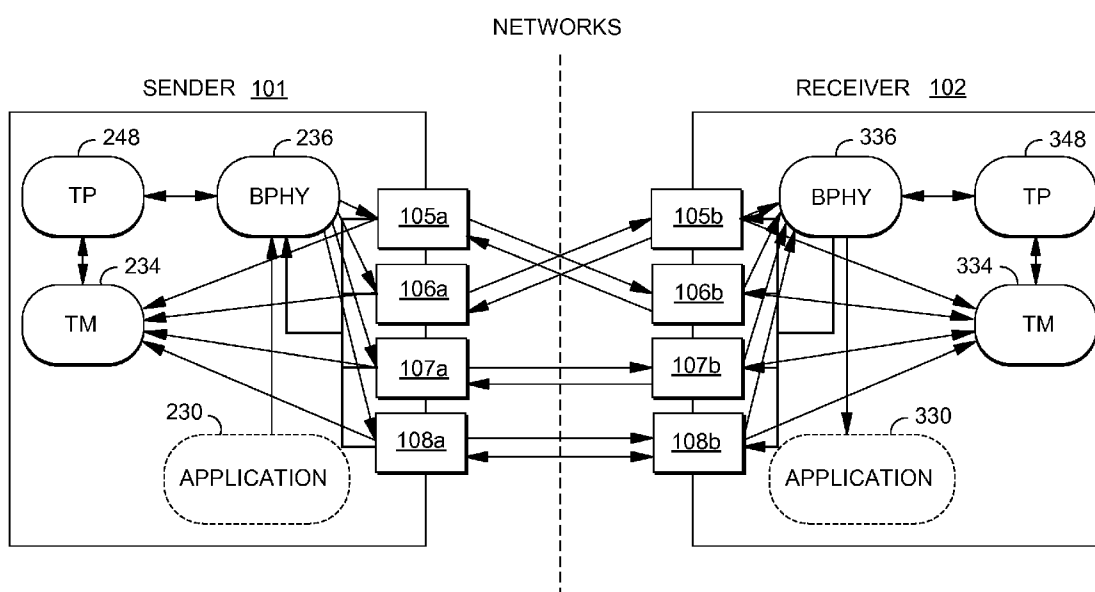 NETWORKS
SENDER 101
RECEIVER 102
248
236
336
348
TP
BPHY
BPHY
TP
105a
105b
234
106a
106b
334
TM
TM
107a
107b
230
108a
108b
330
APPLICATION
APPLICATION